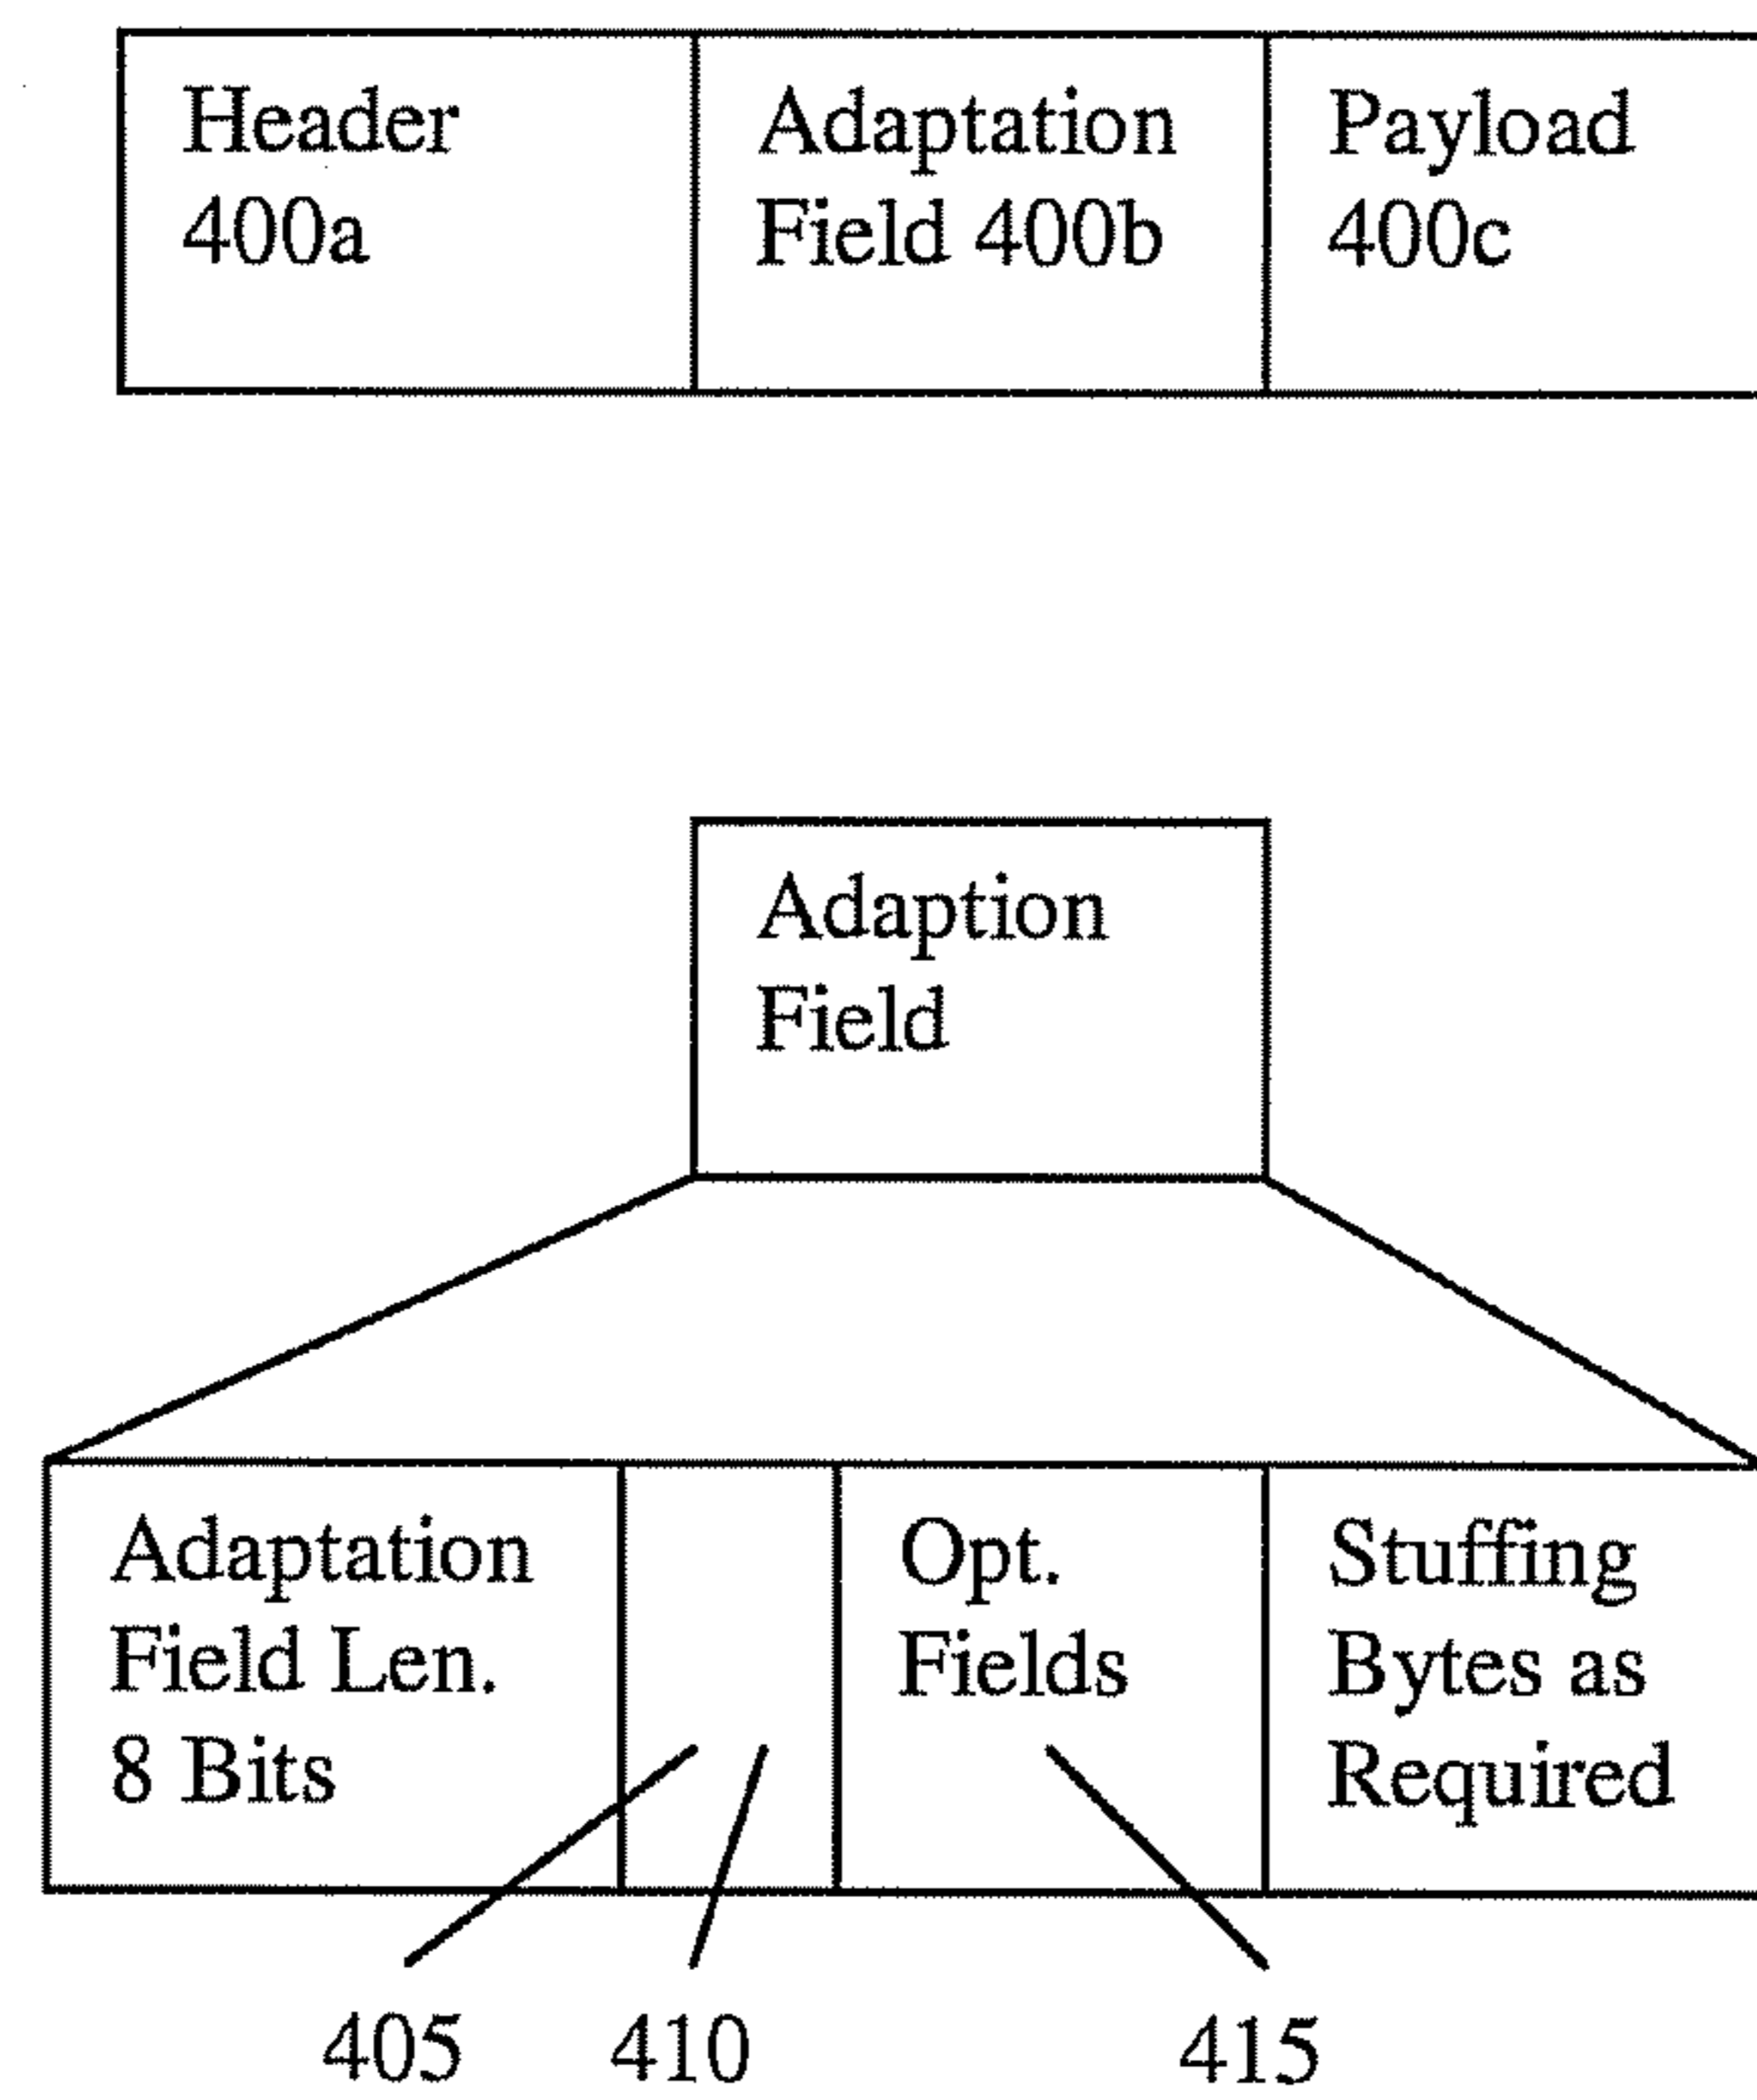 Header
400a
Adaptation
Field 400b
Payload
400c
Adaption
Field
Adaptation
Field Len.
8 Bits
Opt.
Fields
Stuffing
Bytes as
Required
405
410
415